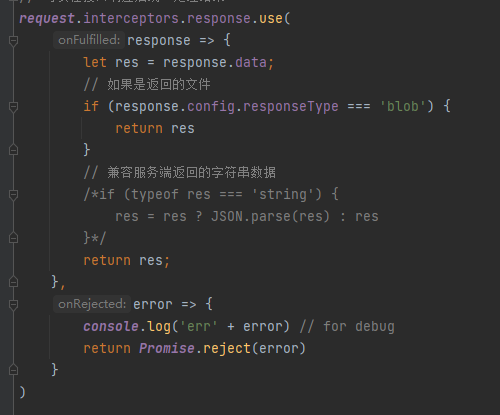 request.interceptors.response.use(
onFulfilled: response => {
let res = response.data;
// 如果是返回的文件
if (response.config.responseType === 'blob') {
return res
}
// 兼容服务端返回的字符串数据
/*if (typeof res === 'string') {
res = res ? JSON.parse(res) : res
}*/
return res;
},
onRejected: error => {
console.log('err' + error) // for debug
return Promise.reject(error)
}
)